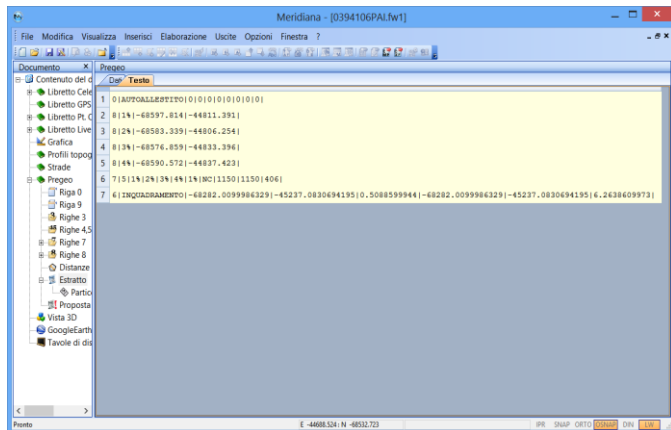 Meridiana - [0394106PAI.fw1]
File Modifica Visualizza Inserisci Elaborazione Uscite Opzioni Finestra ?
Documento
Contenuto del d
Libretto Cele
Libretto GPS
Libretto Pt. C
Libretto Live
Grafica
Profili topog
Strade
Pregeo
Riga 0
Riga 9
Righe 3
Righe 4,5
Righe 7
Righe 8
Distanze
Estratto
Partic
Proposta
Vista 3D
GoogleEarth
Tavole di dis
Pregeo
Dat Testo
1 0|AUTOALLESTITO|0|0|0|0|0|0|0|0|
2 8|1%|-68597.814|-44811.391|
3 8|2%|-68583.339|-44806.254|
4 8|3%|-68576.859|-44833.396|
5 8|4%|-68590.572|-44837.423|
6 7|5|1%|2%|3%|4%|1%|NC|1150|1150|406|
7 6|INQUADRAMENTO|-68282.0099986329|-45237.0830694195|0.5088599944|-68282.0099986329|-45237.0830694195|6.2638609973|
Pronto
E -44688.524 : N -68532.723
IPR SNAP ORTO OSNAP DIN LW